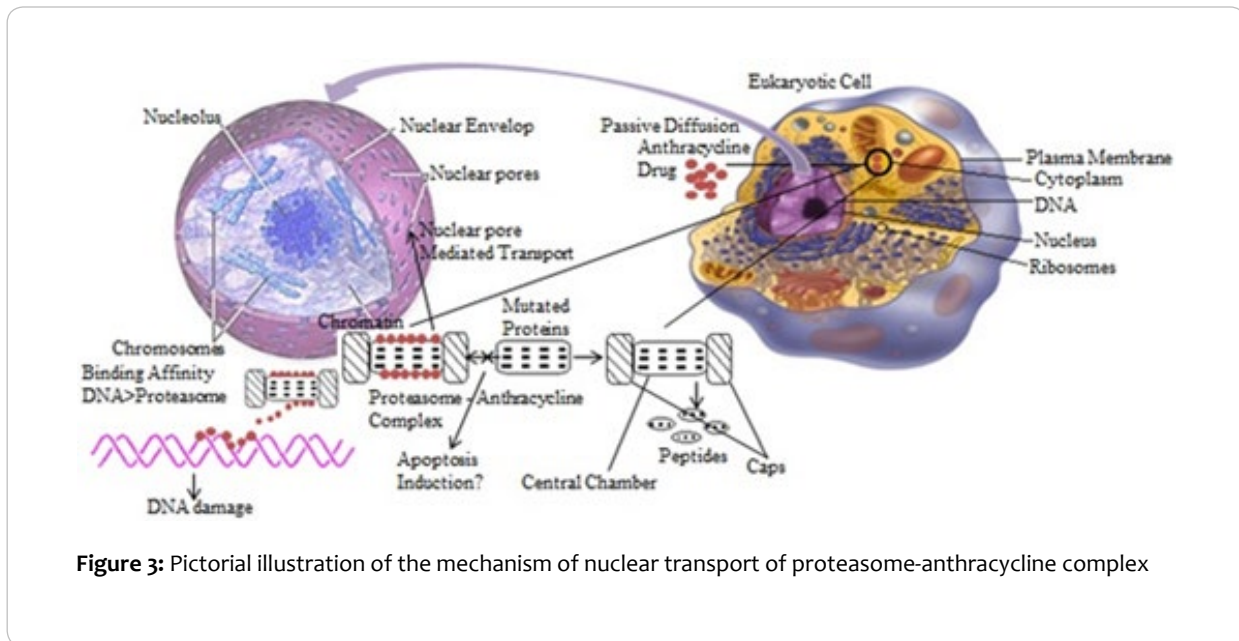 Eukaryotic Cell
Nucleolus
Nuclear Envelop
Nuclear pores
Nuclear pore
Mediated Transport
Passive Diffusion
Anthracycline
Drug
Plasma Membrane
Cytoplasm
DNA
Nucleus
Ribosomes
Chromatin
Mutated
Proteins
Chromosomes
Binding Affinity
DNA>Proteasome
Proteasome - Anthracycline
Complex
Apoptosis
Induction?
Central Chamber
Peptides
Caps
DNA damage
Figure 3: Pictorial illustration of the mechanism of nuclear transport of proteasome-anthracycline complex